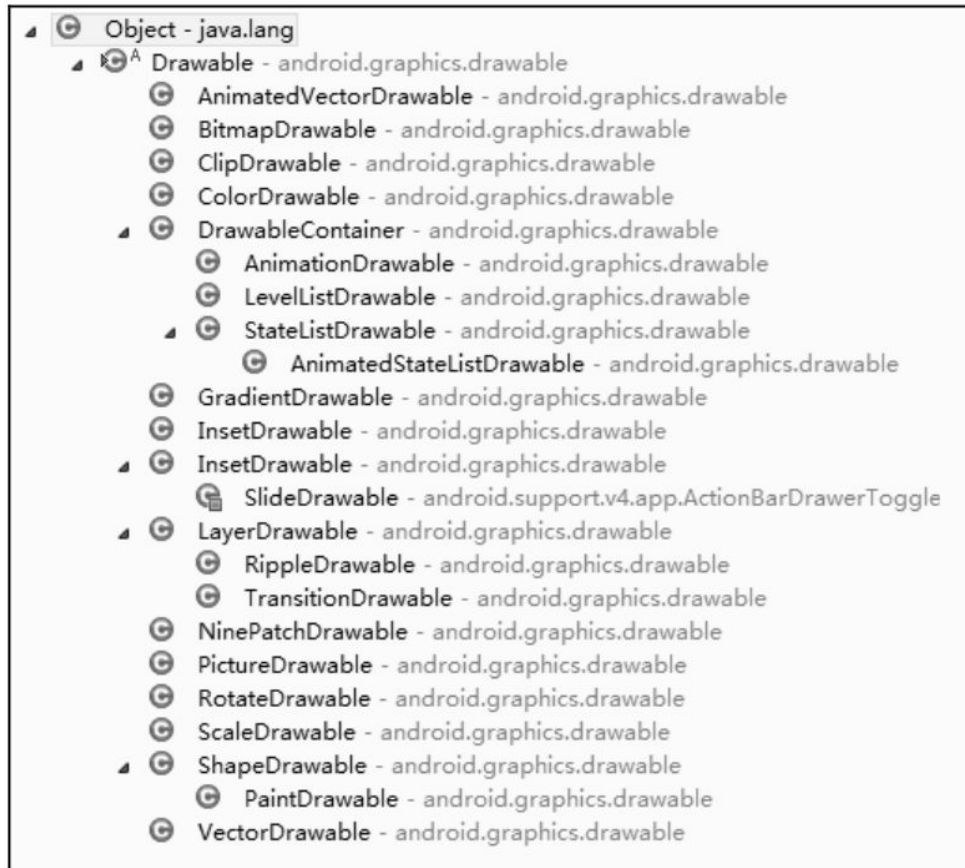 Object - java.lang
A Drawable - android.graphics.drawable
AnimatedVectorDrawable - android.graphics.drawable
BitmapDrawable - android.graphics.drawable
ClipDrawable - android.graphics.drawable
ColorDrawable - android.graphics.drawable
DrawableContainer - android.graphics.drawable
AnimationDrawable - android.graphics.drawable
LevelListDrawable - android.graphics.drawable
StateListDrawable - android.graphics.drawable
AnimatedStateListDrawable - android.graphics.drawable
GradientDrawable - android.graphics.drawable
InsetDrawable - android.graphics.drawable
InsetDrawable - android.graphics.drawable
SlideDrawable - android.support.v4.app.ActionBarDrawerToggle
LayerDrawable - android.graphics.drawable
RippleDrawable - android.graphics.drawable
TransitionDrawable - android.graphics.drawable
NinePatchDrawable - android.graphics.drawable
PictureDrawable - android.graphics.drawable
RotateDrawable - android.graphics.drawable
ScaleDrawable - android.graphics.drawable
ShapeDrawable - android.graphics.drawable
PaintDrawable - android.graphics.drawable
VectorDrawable - android.graphics.drawable